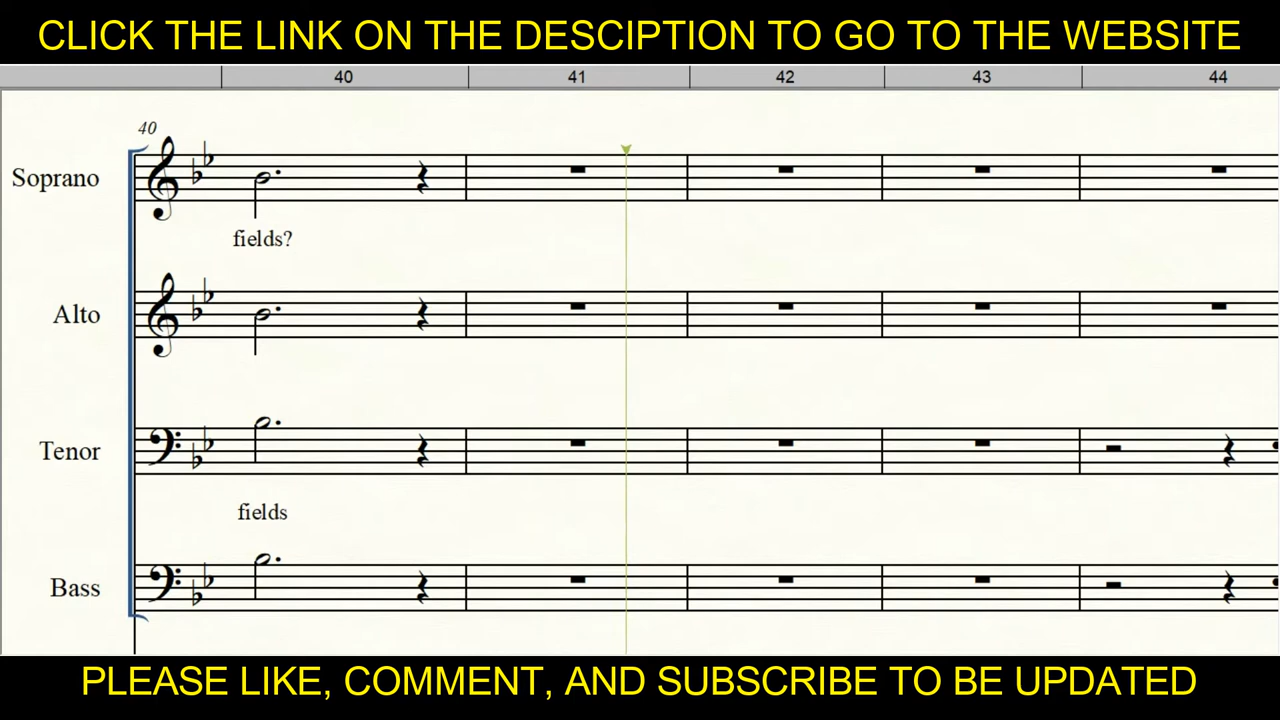 CLICK THE LINK ON THE DESCIPTION TO GO TO THE WEBSITE
40 41 42 43 44
40
Soprano
fields?
Alto
Tenor
fields
Bass
PLEASE LIKE, COMMENT, AND SUBSCRIBE TO BE UPDATED